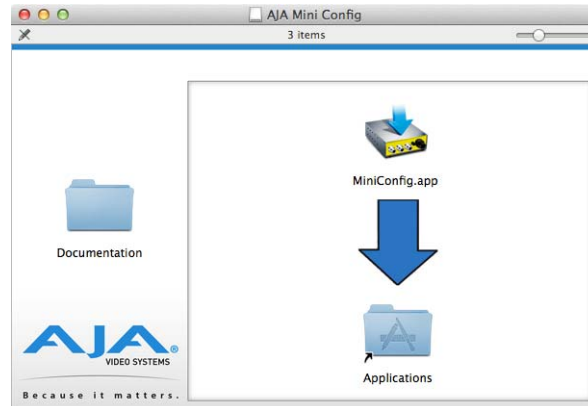 AJA Mini Config
3 items
MiniConfig.app
Documentation
Applications
AJA
VIDEO SYSTEMS
Because it matters.